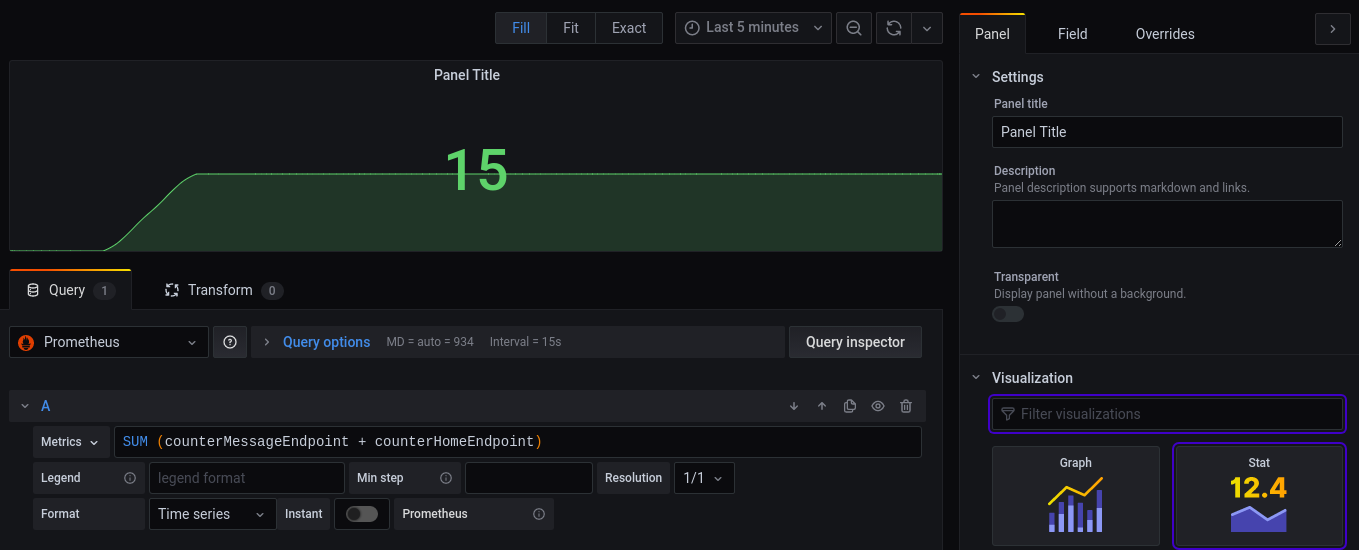 Fill Fit Exact Last 5 minutes
Panel Field Overrides
Panel Title
15
Settings
Panel title
Panel Title
Description
Panel description supports markdown and links.
Transparent
Display panel without a background.
Query 1 Transform 0
Prometheus Query options MD = auto = 934 Interval = 15s Query inspector
A
Metrics SUM (counterMessageEndpoint + counterHomeEndpoint)
Legend legend format Min step Resolution 1/1
Format Time series Instant Prometheus
Visualization
Filter visualizations
Graph Stat
12.4